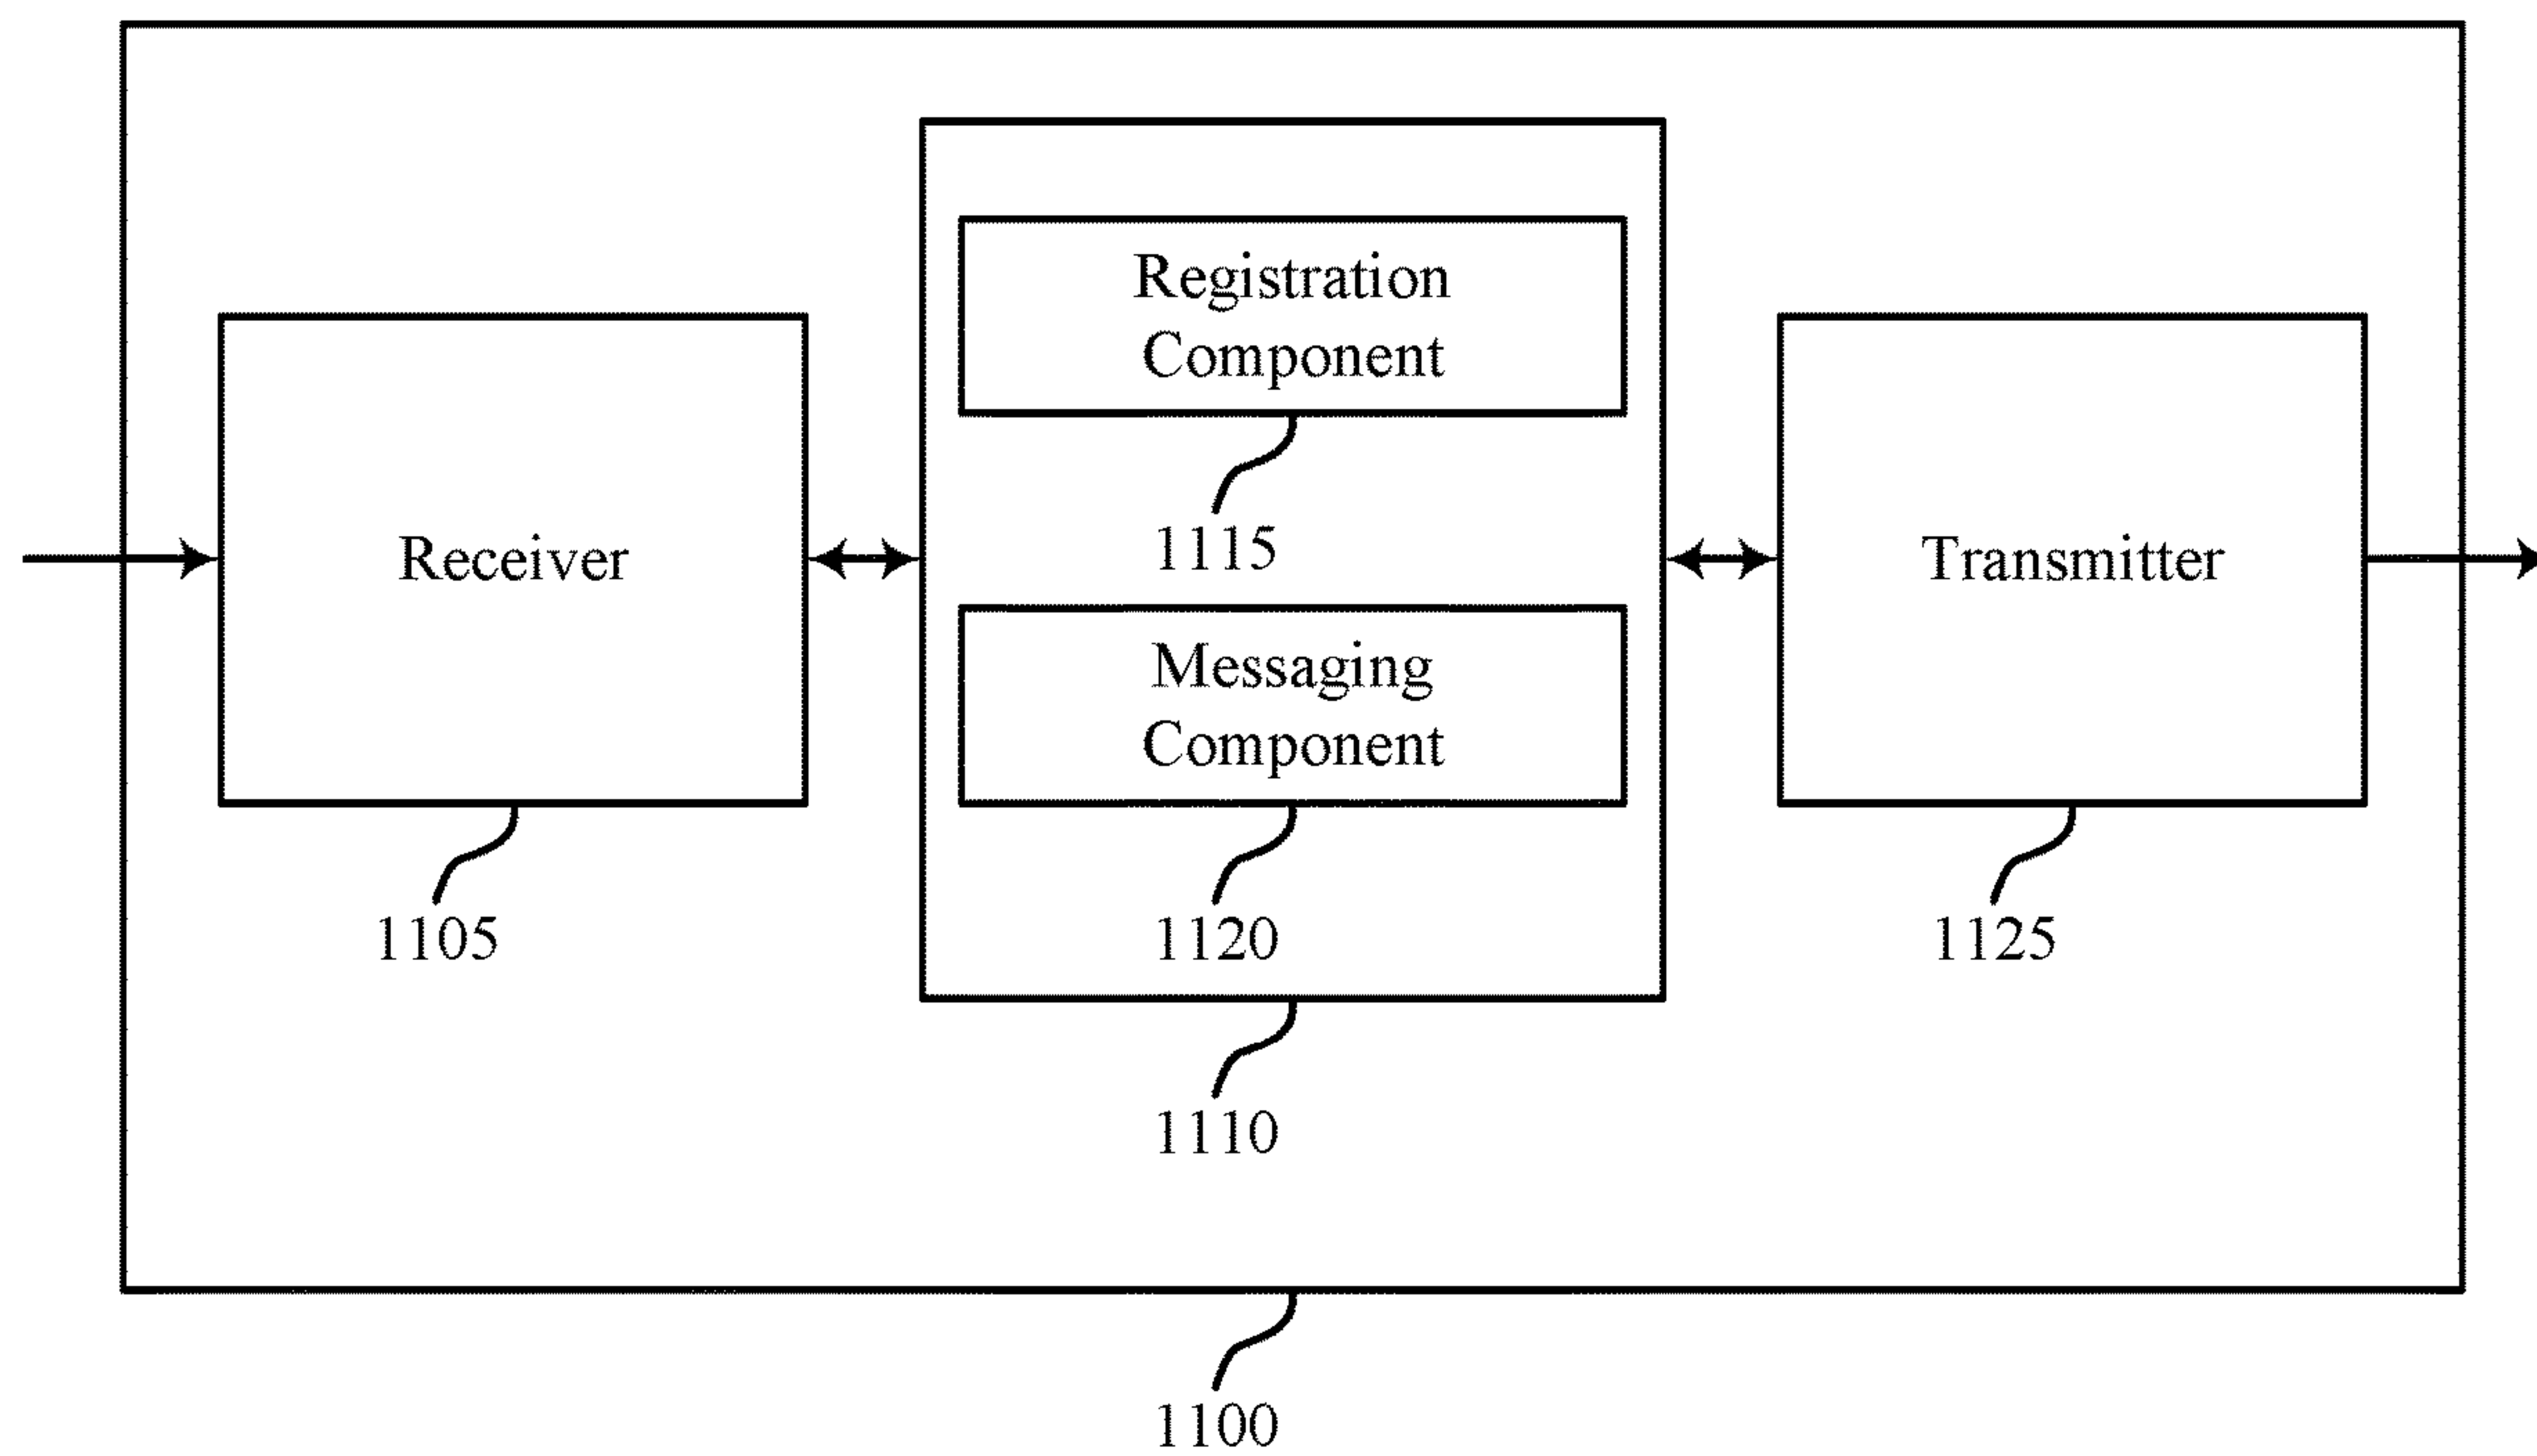 Registration
Component
1115
Receiver
Transmitter
Messaging
Component
1105
1120
1125
1110
1100